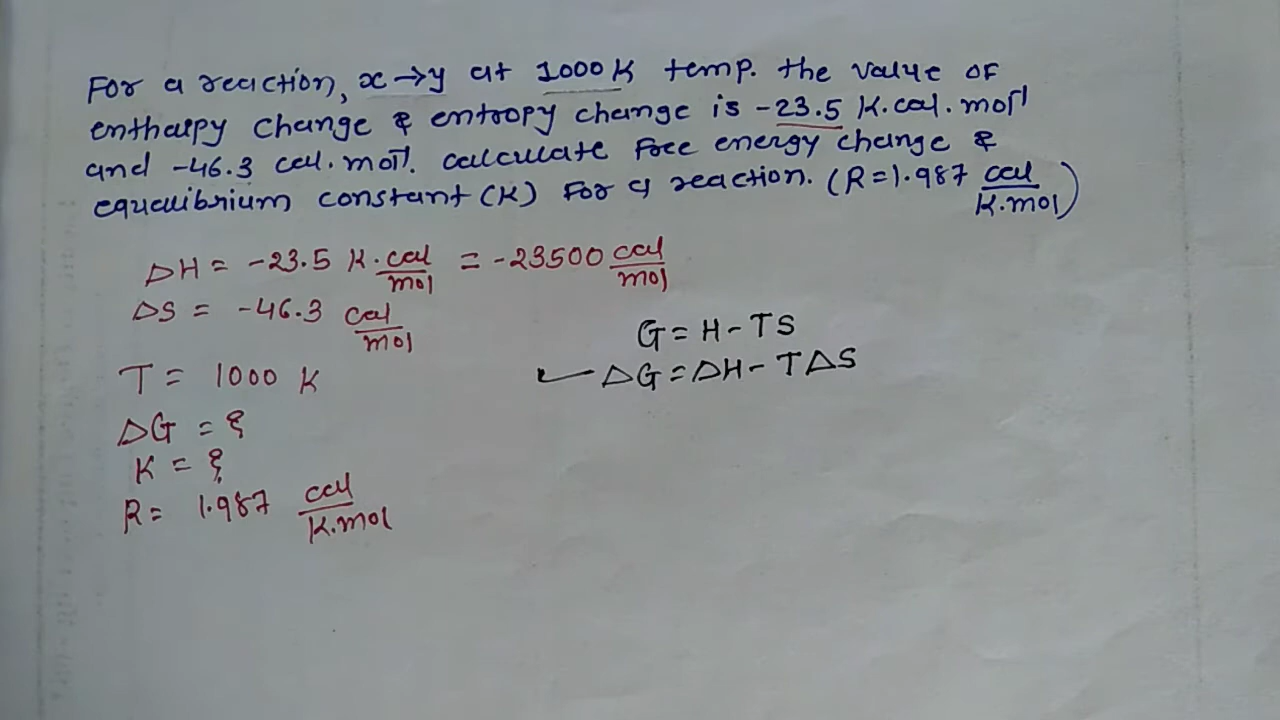 For a reaction, x→y at 1000K temp. the value of
enthalpy change & entropy change is -23.5 K.cal.mol⁻¹
and -46.3 cal.mol⁻¹. calculate Free energy change &
equilibrium constant (K) For a reaction. (R=1.987 cal/K.mol)
ΔH = -23.5 K.cal/mol = -23500 cal/mol
ΔS = -46.3 cal/mol
G = H - TS
T = 1000 K
ΔG = ΔH - TΔS
ΔG = ?
K = ?
R = 1.987 cal/K.mol